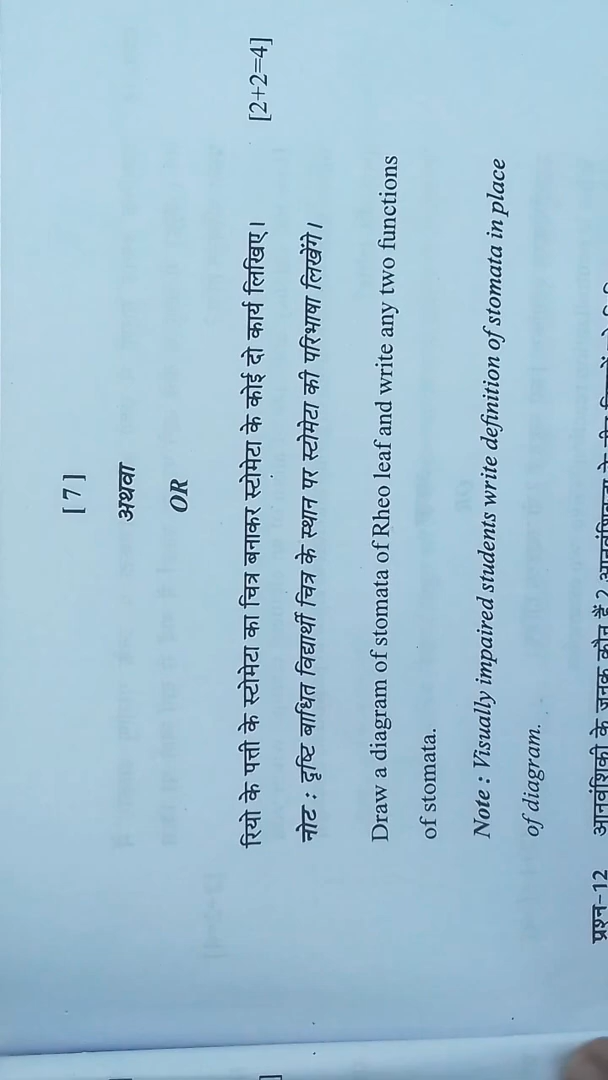 [ 7 ]
अथवा
OR
रियो के पत्ती के स्टोमेटा का चित्र बनाकर स्टोमेटा के कोई दो कार्य लिखिए। [2+2=4]
नोट : दृष्टि बाधित विद्यार्थी चित्र के स्थान पर स्टोमेटा की परिभाषा लिखेंगे।
Draw a diagram of stomata of Rheo leaf and write any two functions
of stomata.
Note : Visually impaired students write definition of stomata in place
of diagram.
प्रश्न-12 आनवंशिकी के जनक कौन हैं ?